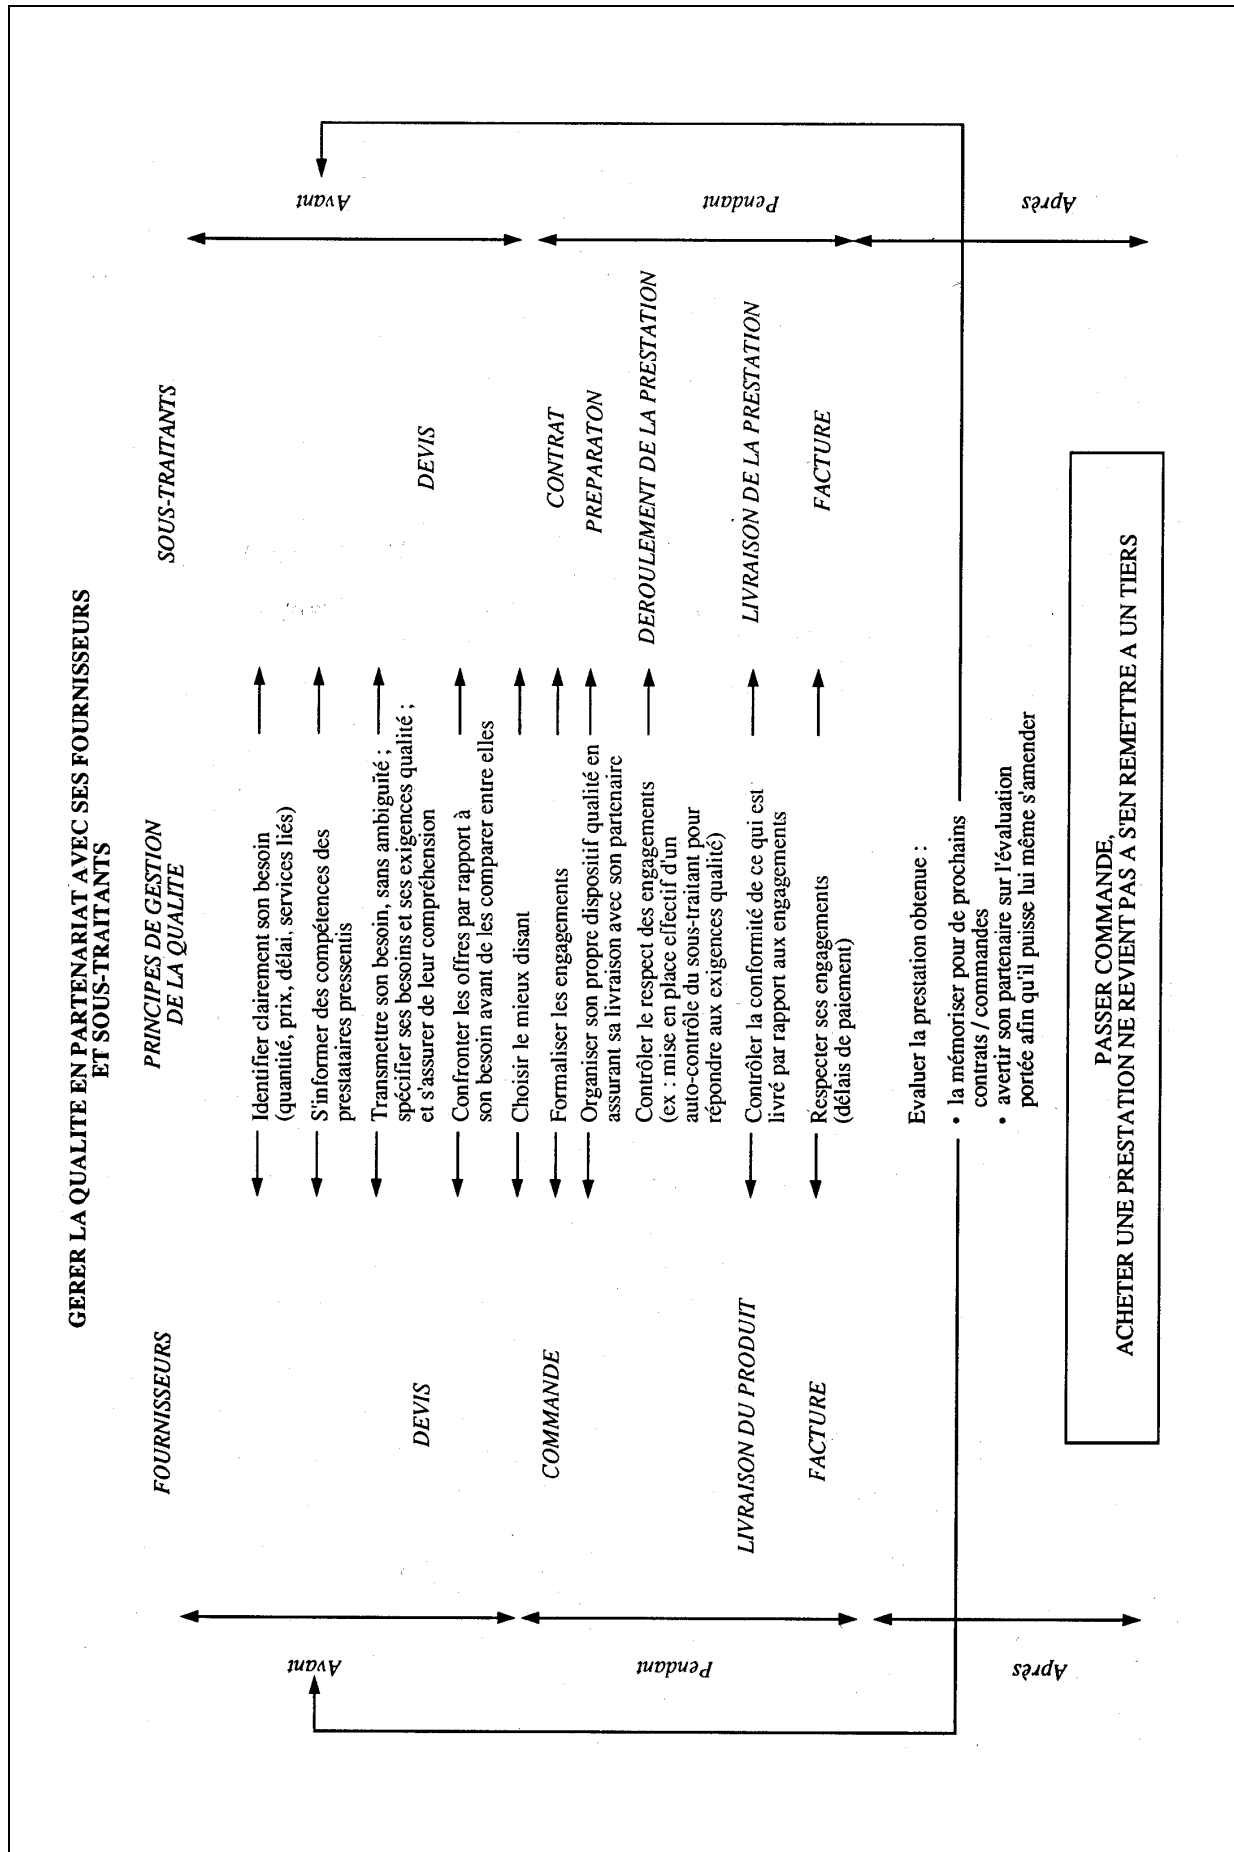 GERER LA QUALITE EN PARTENARIAT AVEC SES FOURNISSEURS
ET SOUS-TRAITANTS
FOURNISSEURS
PRINCIPES DE GESTION
DE LA QUALITE
SOUS-TRAITANTS
Avant
Identifier clairement son besoin
(quantité, prix, délai, services liés)
S'informer des compétences des
prestataires pressentis
Transmettre son besoin, sans ambiguïté ;
spécifier ses besoins et ses exigences qualité ;
et s'assurer de leur compréhension
DEVIS
Confronter les offres par rapport à
son besoin avant de les comparer entre elles
DEVIS
Choisir le mieux disant
Avant
Pendant
COMMANDE
Formaliser les engagements
CONTRAT
Organiser son propre dispositif qualité en
assurant sa livraison avec son partenaire
PREPARATON
Contrôler le respect des engagements
(ex : mise en place effectif d'un
auto-contrôle du sous-traitant pour
répondre aux exigences qualité)
DEROULEMENT DE LA PRESTATION
LIVRAISON DU PRODUIT
Contrôler la conformité de ce qui est
livré par rapport aux engagements
LIVRAISON DE LA PRESTATION
FACTURE
Respecter ses engagements
(délais de paiement)
FACTURE
Pendant
Après
Evaluer la prestation obtenue :
• la mémoriser pour de prochains
contrats / commandes
• avertir son partenaire sur l'évaluation
portée afin qu'il puisse lui même s'amender
Après
PASSER COMMANDE,
ACHETER UNE PRESTATION NE REVIENT PAS A S'EN REMETTRE A UN TIERS